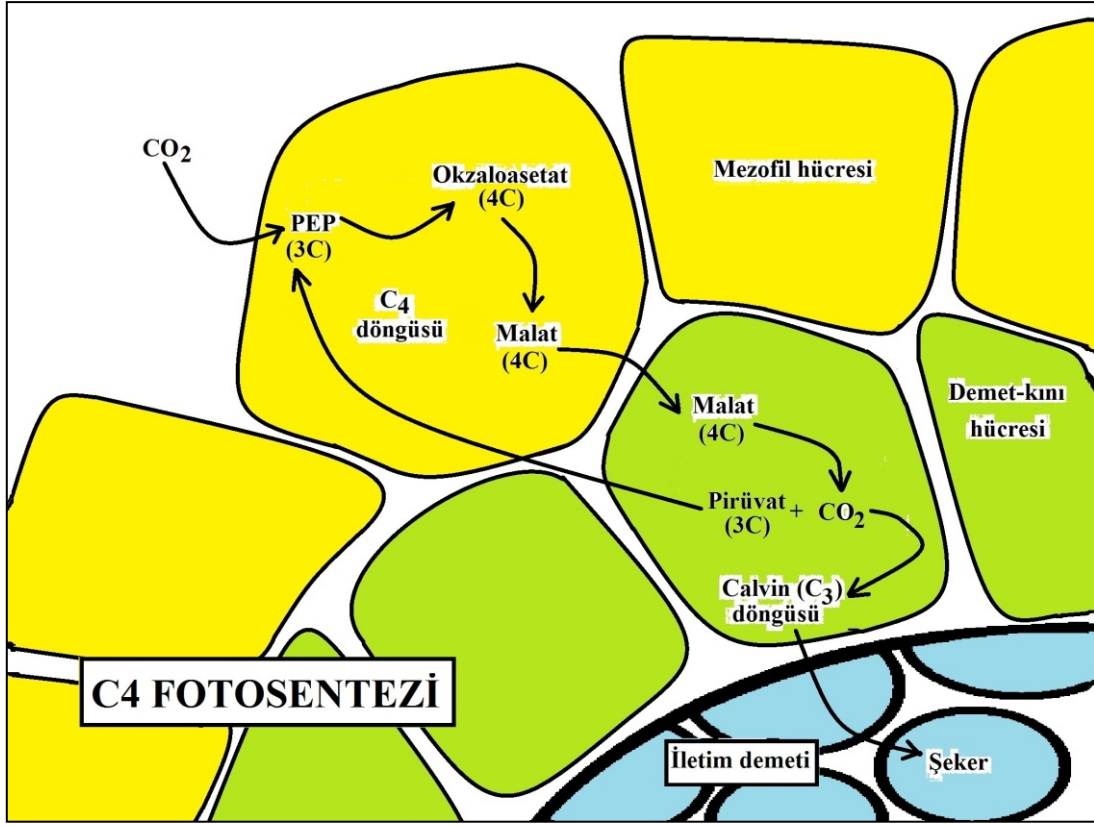 CO₂
PEP
(3C)
Okzaloasetat
(4C)
C₄
döngüsü
Malat
(4C)
Mezofil hücresi
Malat
(4C)
Pirüvat + CO₂
(3C)
Calvin (C₃)
döngüsü
Demet-kını
hücresi
C4 FOTOSENTEZİ
İletim demeti
Şeker